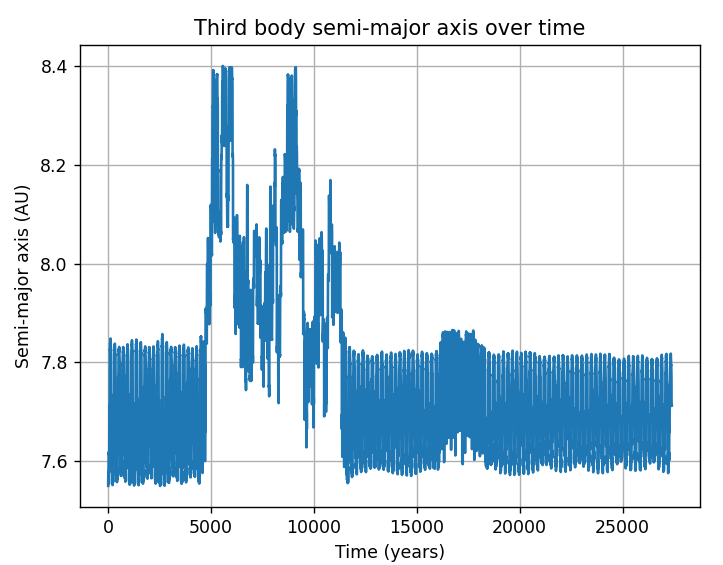 Third body semi-major axis over time
Semi-major axis (AU)
8.4
8.2
8.0
7.8
7.6
0 5000 10000 15000 20000 25000
Time (years)